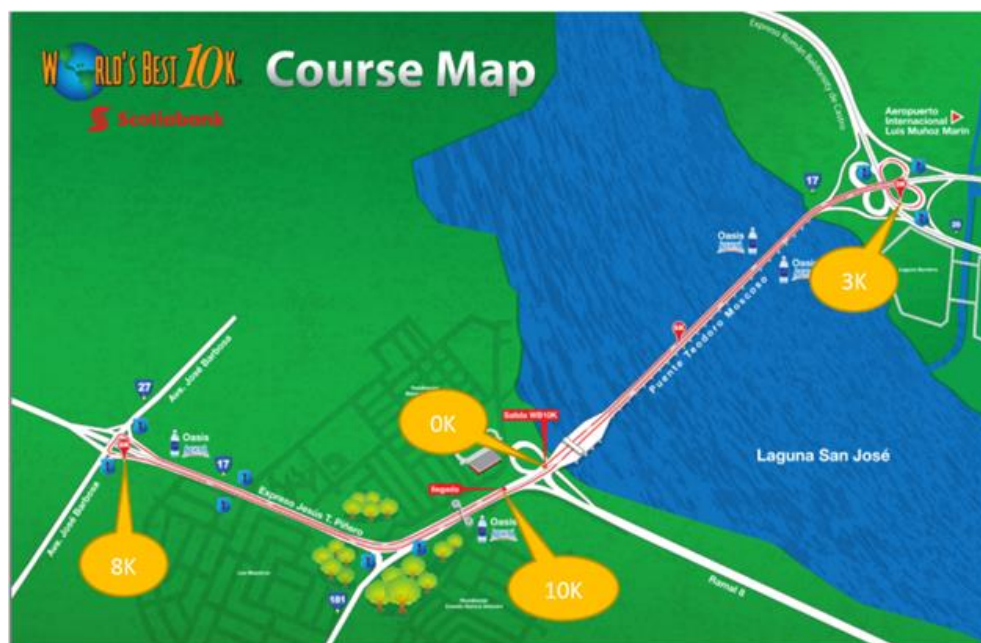 WORLD'S BEST 10K
Scotiabank
Course Map
Expreso Román Baldorioty de Castro
Aeropuerto
Internacional
Luis Muñoz Marín
17
26
3K
Oasis
Oasis
Puente Teodoro Moscoso
Laguna San José
Salida WB10K
0K
27
Ave. José Barbosa
Oasis
17
Expreso Jesús T. Piñero
Ave. José Barbosa
8K
Oasis
10K
181
Ramal 8